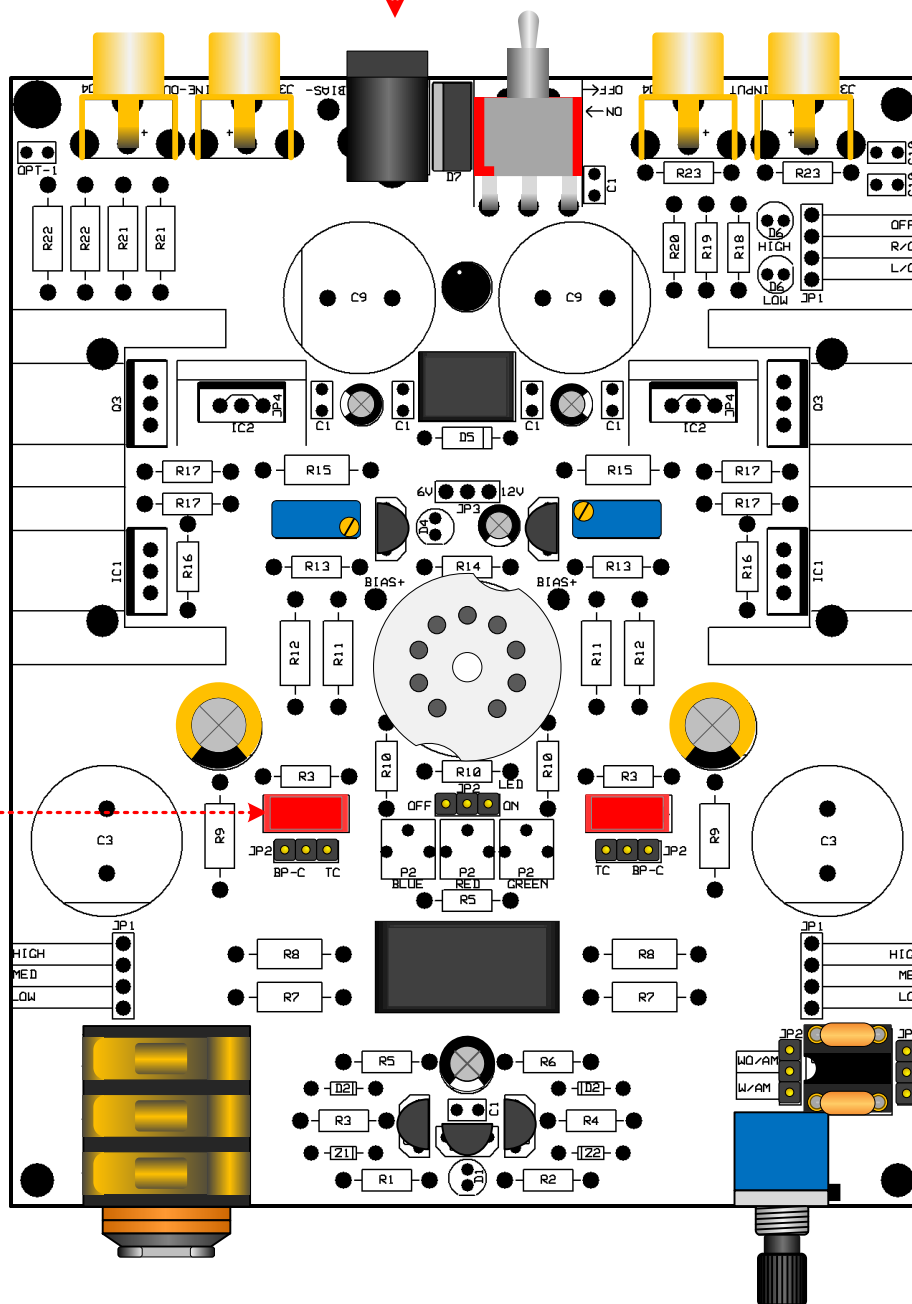 J4
LINE-OUT
J3
BIAS-
OFF
ON
J4
INPUT
J3
OPT-1
D7
C1
R23
R23
R22
R22
R21
R21
R20
R19
R18
D6
HIGH
D6
LOW
JP1
OFF
C9
C9
Q3
IC2
JP4
C1
C1
C1
C1
IC2
JP4
Q3
D5
R17
R15
R15
R17
R17
R17
6V
12V
JP3
D4
IC1
R16
R13
R14
R13
R16
IC1
BIAS+
BIAS+
R12
R11
R11
R12
R3
R10
R10
R10
R3
LED
JP2
OFF
ON
C3
R9
R9
C3
JP2
BP-C
TC
P2
P2
P2
BLUE
RED
GREEN
TC
BP-C
JP2
R5
JP1
JP1
HIGH
MED
LOW
R8
R8
R7
R7
JP2
WO/AM
W/AM
R5
R6
D2
D2
C1
R3
R4
Z1
Z2
R1
D1
R2